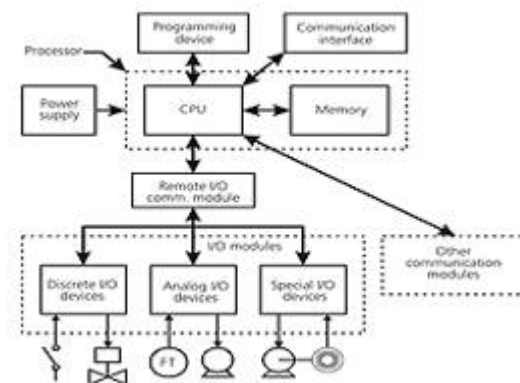 Programming
device
Communication
interface
Processor
Power
supply
CPU
Memory
Remote I/O
comm. module
I/O modules
Discrete I/O
devices
Analog I/O
devices
Special I/O
devices
Other
communication
modules
FT